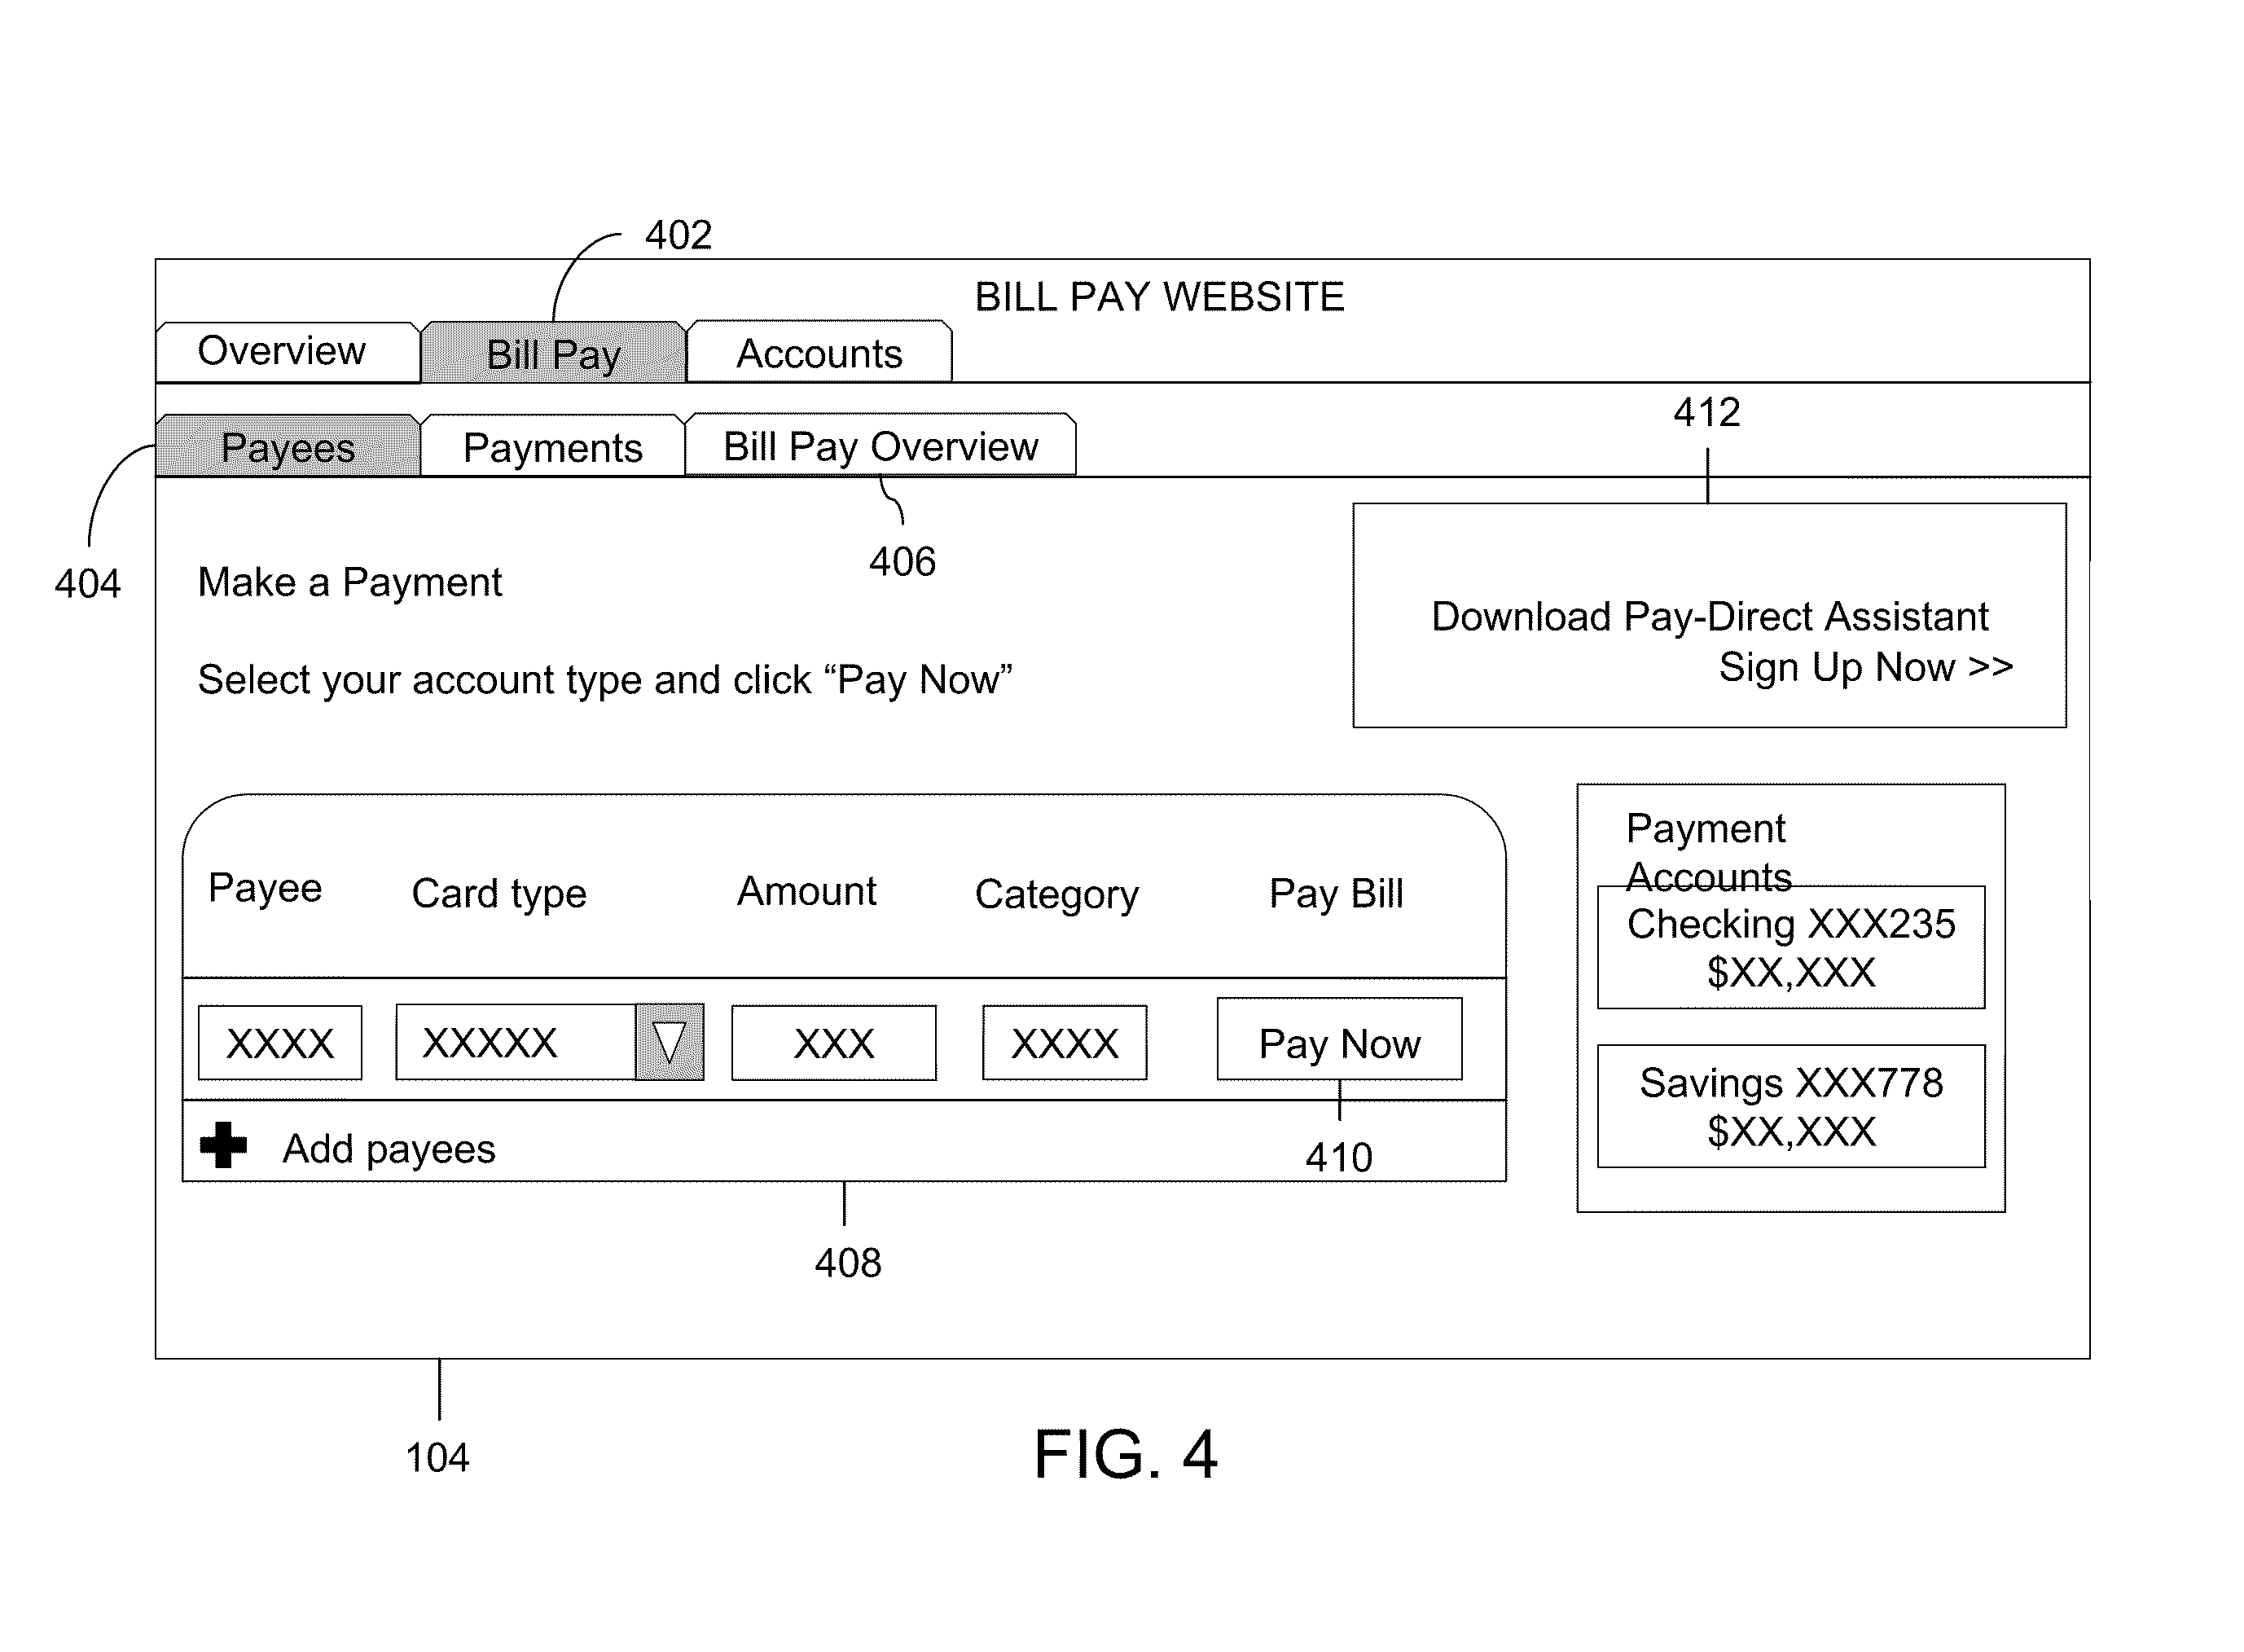 402
BILL PAY WEBSITE
Overview
Bill Pay
Accounts
412
Payees
Payments
Bill Pay Overview
404
406
Make a Payment
Download Pay-Direct Assistant
Sign Up Now >>
Select your account type and click “Pay Now”
Payment
Accounts
Payee
Card type
Amount
Category
Pay Bill
Checking XXX235
$XX,XXX
XXXX
XXXXX
XXX
XXXX
Pay Now
Savings XXX778
$XX,XXX
Add payees
410
408
104
FIG. 4